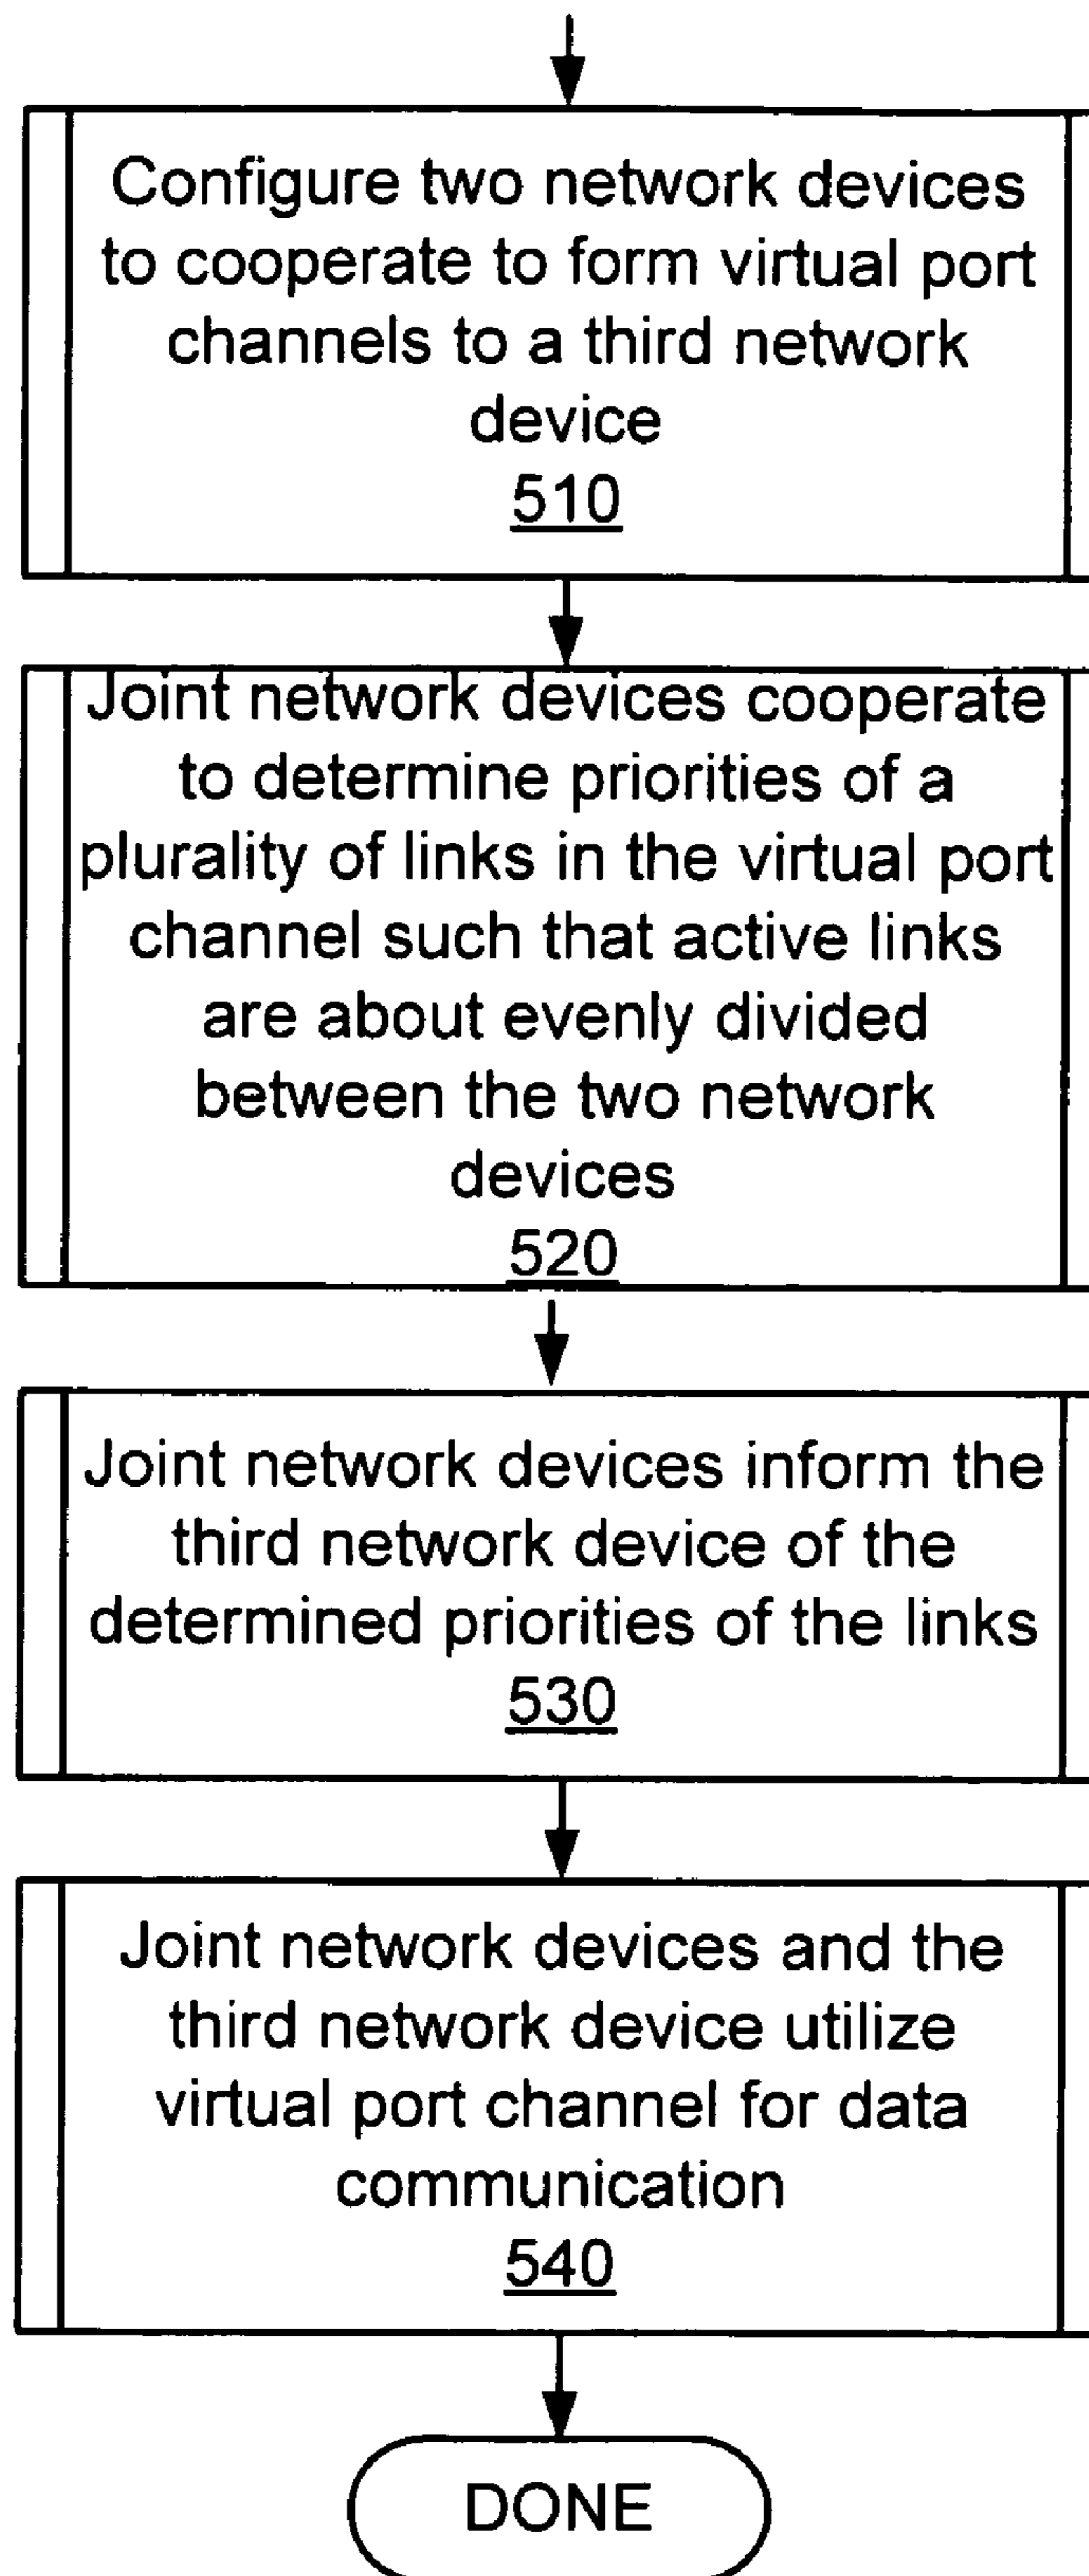 Configure two network devices
to cooperate to form virtual port
channels to a third network
device
510
Joint network devices cooperate
to determine priorities of a
plurality of links in the virtual port
channel such that active links
are about evenly divided
between the two network
devices
520
Joint network devices inform the
third network device of the
determined priorities of the links
530
Joint network devices and the
third network device utilize
virtual port channel for data
communication
540
DONE